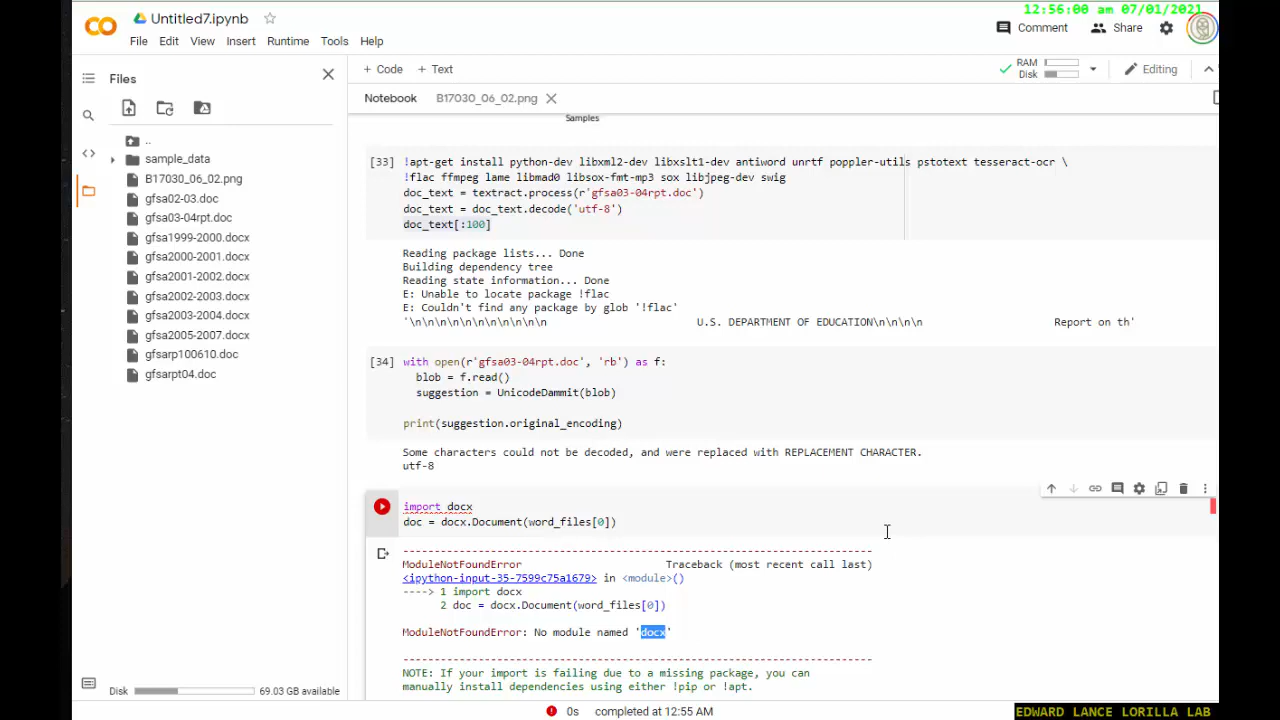 12:56:00 am 07/01/2021
Untitled7.ipynb
Comment
Share
File Edit View Insert Runtime Tools Help
Files
+ Code + Text
RAM
Disk
Editing
Notebook B17030_06_02.png
..
sample_data
B17030_06_02.png
gfsa02-03.doc
gfsa03-04rpt.doc
gfsa1999-2000.docx
gfsa2000-2001.docx
gfsa2001-2002.docx
gfsa2002-2003.docx
gfsa2003-2004.docx
gfsa2005-2007.docx
gfsarp100610.doc
gfsarpt04.doc
Disk 69.03 GB available
Samples
[33] !apt-get install python-dev libxml2-dev libxslt1-dev antiword unrtf poppler-utils pstotext tesseract-ocr \
!flac ffmpeg lame libmad0 libsox-fmt-mp3 sox libjpeg-dev swig
doc_text = textract.process(r'gfsa03-04rpt.doc')
doc_text = doc_text.decode('utf-8')
doc_text[:100]
Reading package lists... Done
Building dependency tree
Reading state information... Done
E: Unable to locate package !flac
E: Couldn't find any package by glob '!flac'
'\n\n\n\n\n\n\n\n\n\n\n U.S. DEPARTMENT OF EDUCATION\n\n\n\n Report on th'
[34] with open(r'gfsa03-04rpt.doc', 'rb') as f:
blob = f.read()
suggestion = UnicodeDammit(blob)
print(suggestion.original_encoding)
Some characters could not be decoded, and were replaced with REPLACEMENT CHARACTER.
utf-8
import docx
doc = docx.Document(word_files[0])
---------------------------------------------------------------------------
ModuleNotFoundError Traceback (most recent call last)
<ipython-input-35-7599c75a1679> in <module>()
----> 1 import docx
2 doc = docx.Document(word_files[0])
ModuleNotFoundError: No module named 'docx'
---------------------------------------------------------------------------
NOTE: If your import is failing due to a missing package, you can
manually install dependencies using either !pip or !apt.
0s completed at 12:55 AM
EDWARD LANCE LORILLA LAB